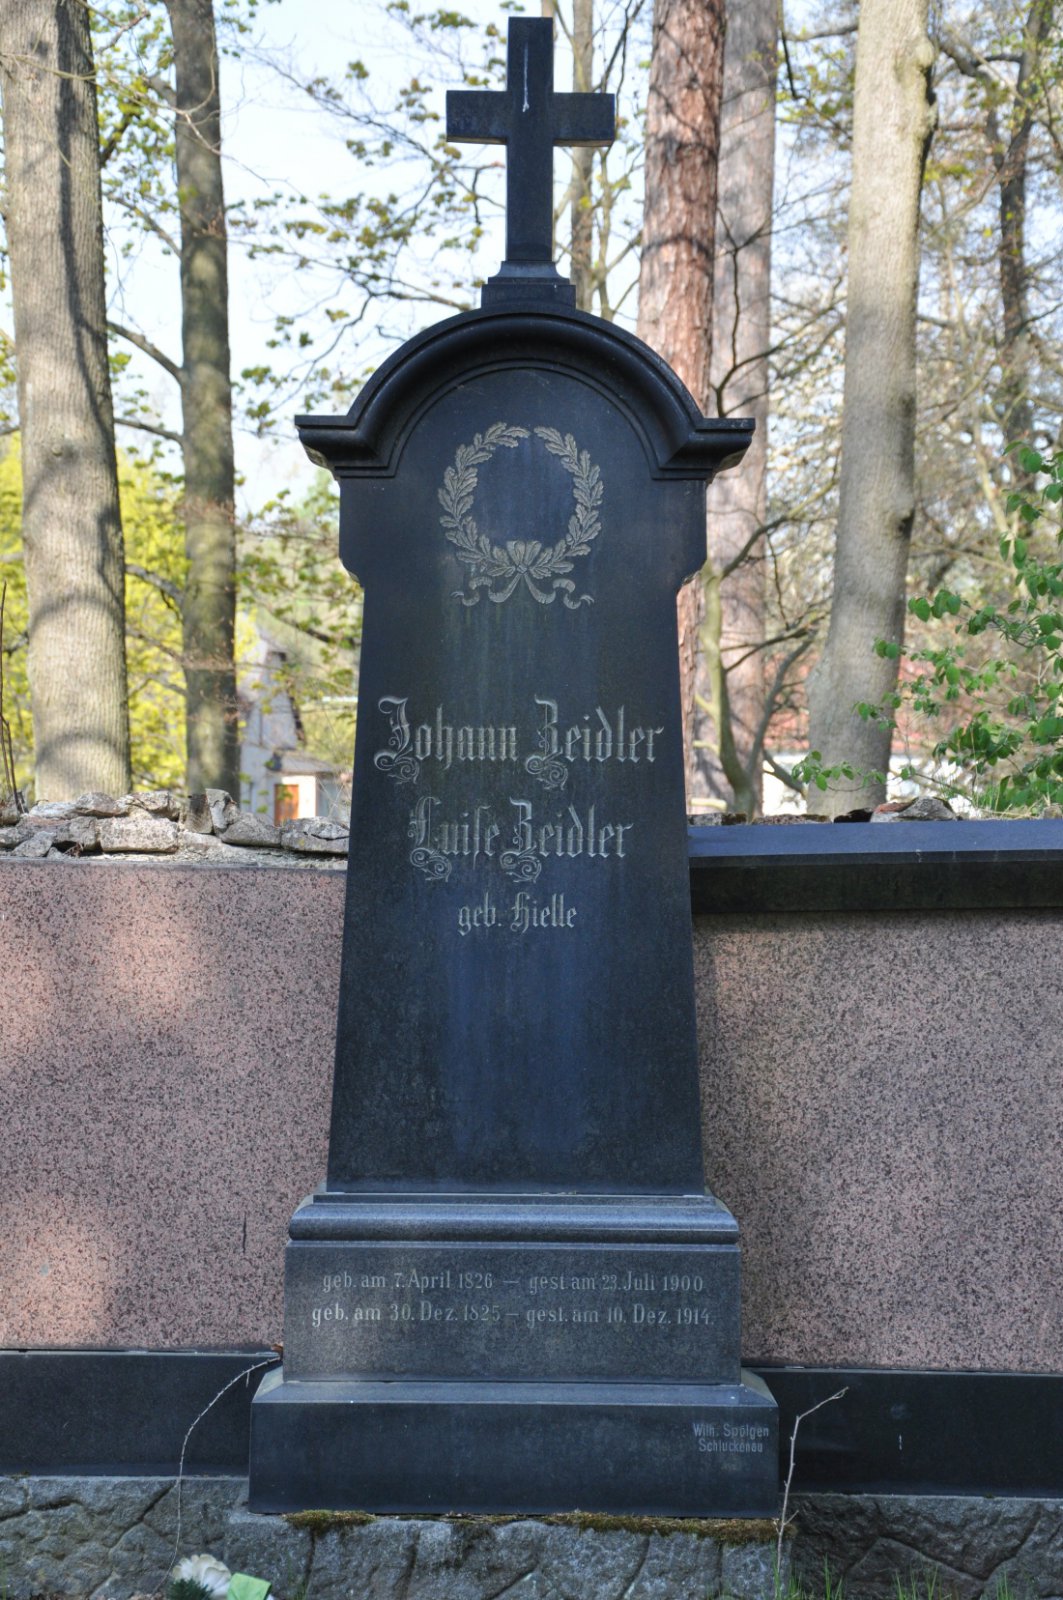 Johann Zeidler
Luise Zeidler
geb. Hielle
geb. am 7. April 1826 — gest. am 23. Juli 1900
geb. am 30. Dez. 1825 — gest. am 10. Dez. 1914.
Wilh. Spolgen
Schluckenau